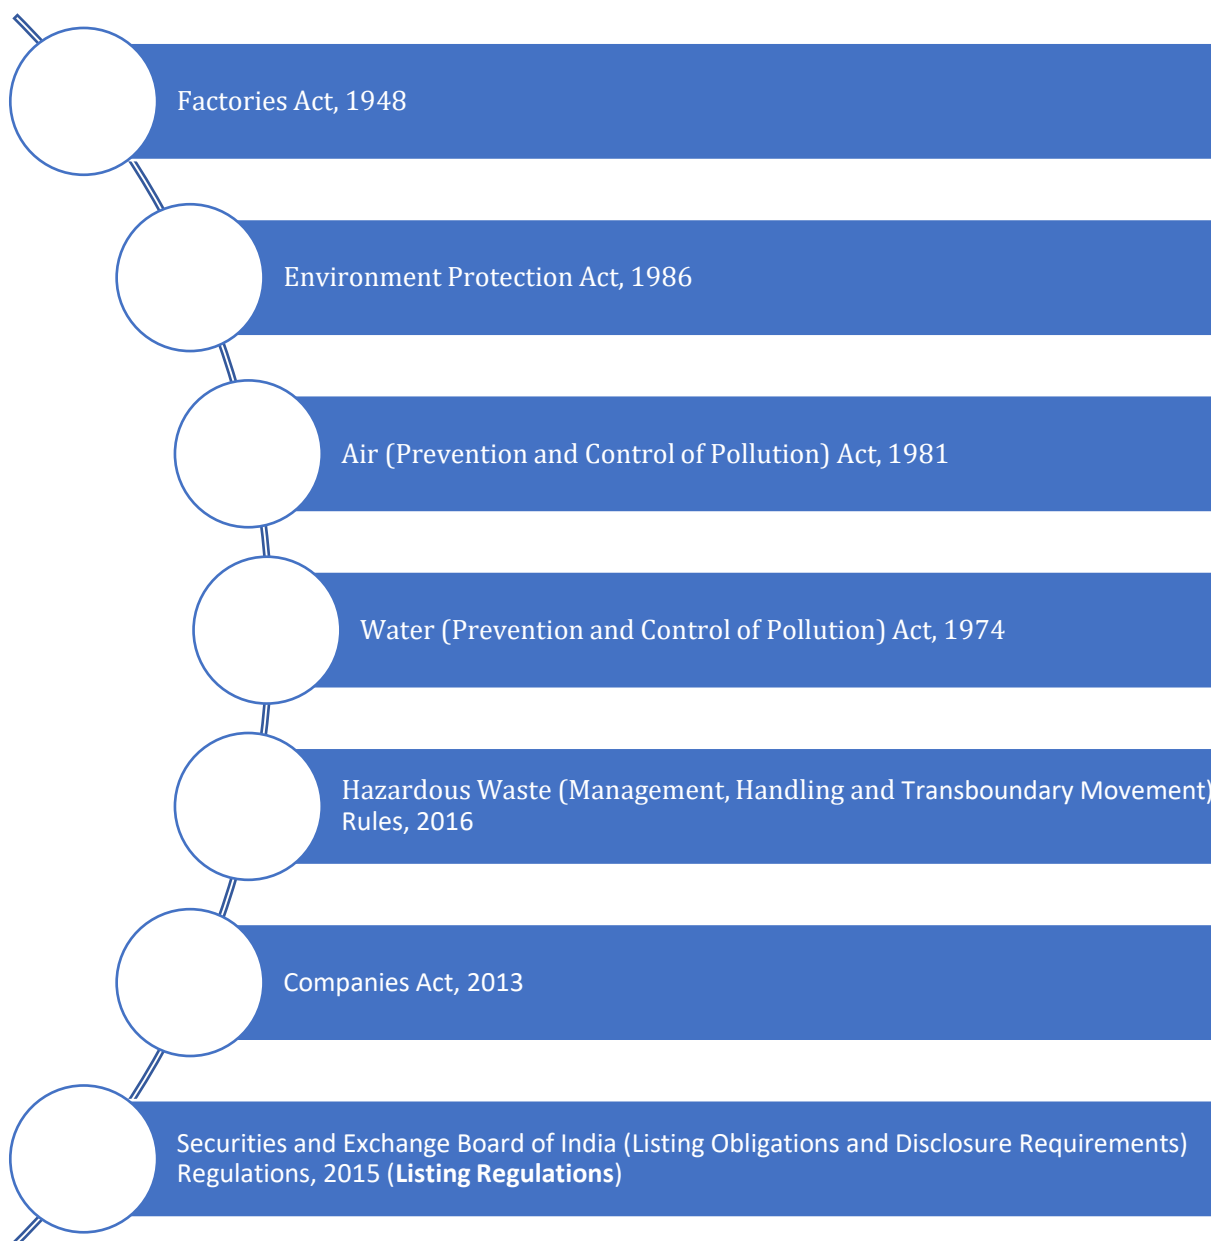 Factories Act, 1948
Environment Protection Act, 1986
Air (Prevention and Control of Pollution) Act, 1981
Water (Prevention and Control of Pollution) Act, 1974
Hazardous Waste (Management, Handling and Transboundary Movement)
Rules, 2016
Companies Act, 2013
Securities and Exchange Board of India (Listing Obligations and Disclosure Requirements)
Regulations, 2015 (Listing Regulations)